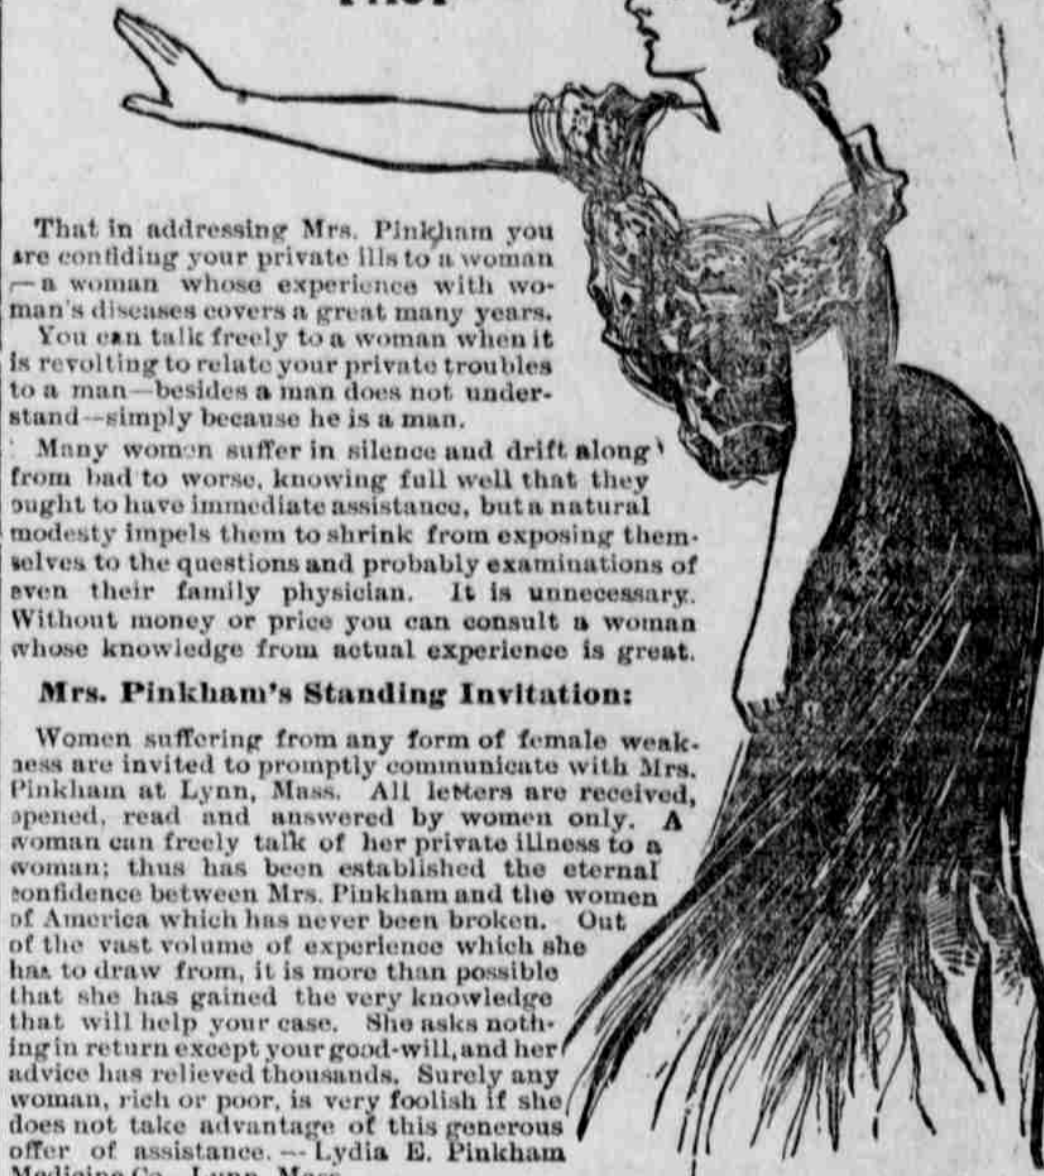 That in addressing Mrs. Pinkham you
are confiding your private ills to a woman
—a woman whose experience with wo-
man's diseases covers a great many years.
You can talk freely to a woman when it
is revolting to relate your private troubles
to a man—besides a man does not under-
stand—simply because he is a man.
Many women suffer in silence and drift along
from bad to worse, knowing full well that they
ought to have immediate assistance, but a natural
modesty impels them to shrink from exposing them-
selves to the questions and probably examinations of
even their family physician. It is unnecessary.
Without money or price you can consult a woman
whose knowledge from actual experience is great.
Mrs. Pinkham's Standing Invitation:
Women suffering from any form of female weak-
ness are invited to promptly communicate with Mrs.
Pinkham at Lynn, Mass. All letters are received,
opened, read and answered by women only. A
woman can freely talk of her private illness to a
woman; thus has been established the eternal
confidence between Mrs. Pinkham and the women
of America which has never been broken. Out
of the vast volume of experience which she
has to draw from, it is more than possible
that she has gained the very knowledge
that will help your case. She asks noth-
ing in return except your good-will, and her
advice has relieved thousands. Surely any
woman, rich or poor, is very foolish if she
does not take advantage of this generous
offer of assistance.—Lydia E. Pinkham
Medicine Co., Lynn, Mass.